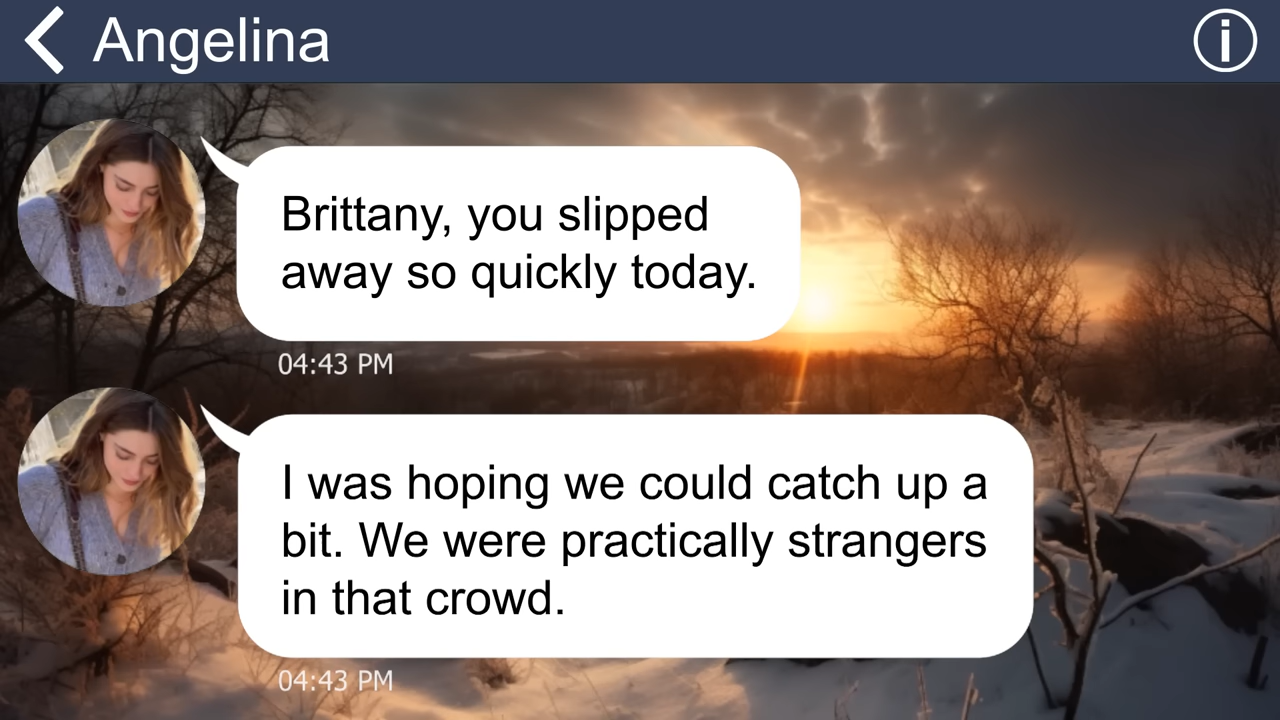 Angelina
Brittany, you slipped
away so quickly today.
04:43 PM
I was hoping we could catch up a
bit. We were practically strangers
in that crowd.
04:43 PM